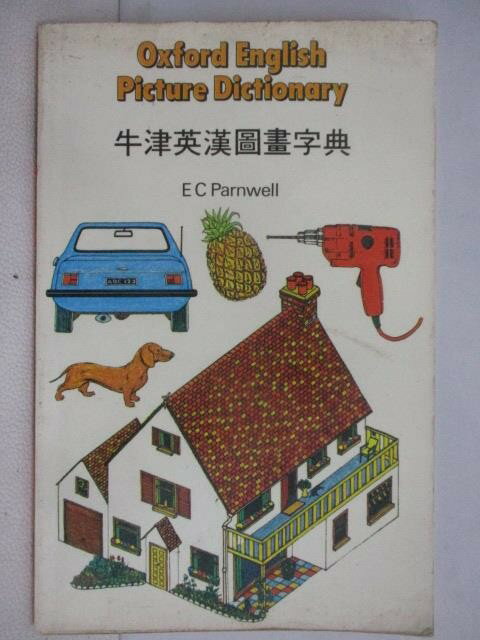 Oxford English
Picture Dictionary
牛津英漢圖畫字典
E C Parnwell